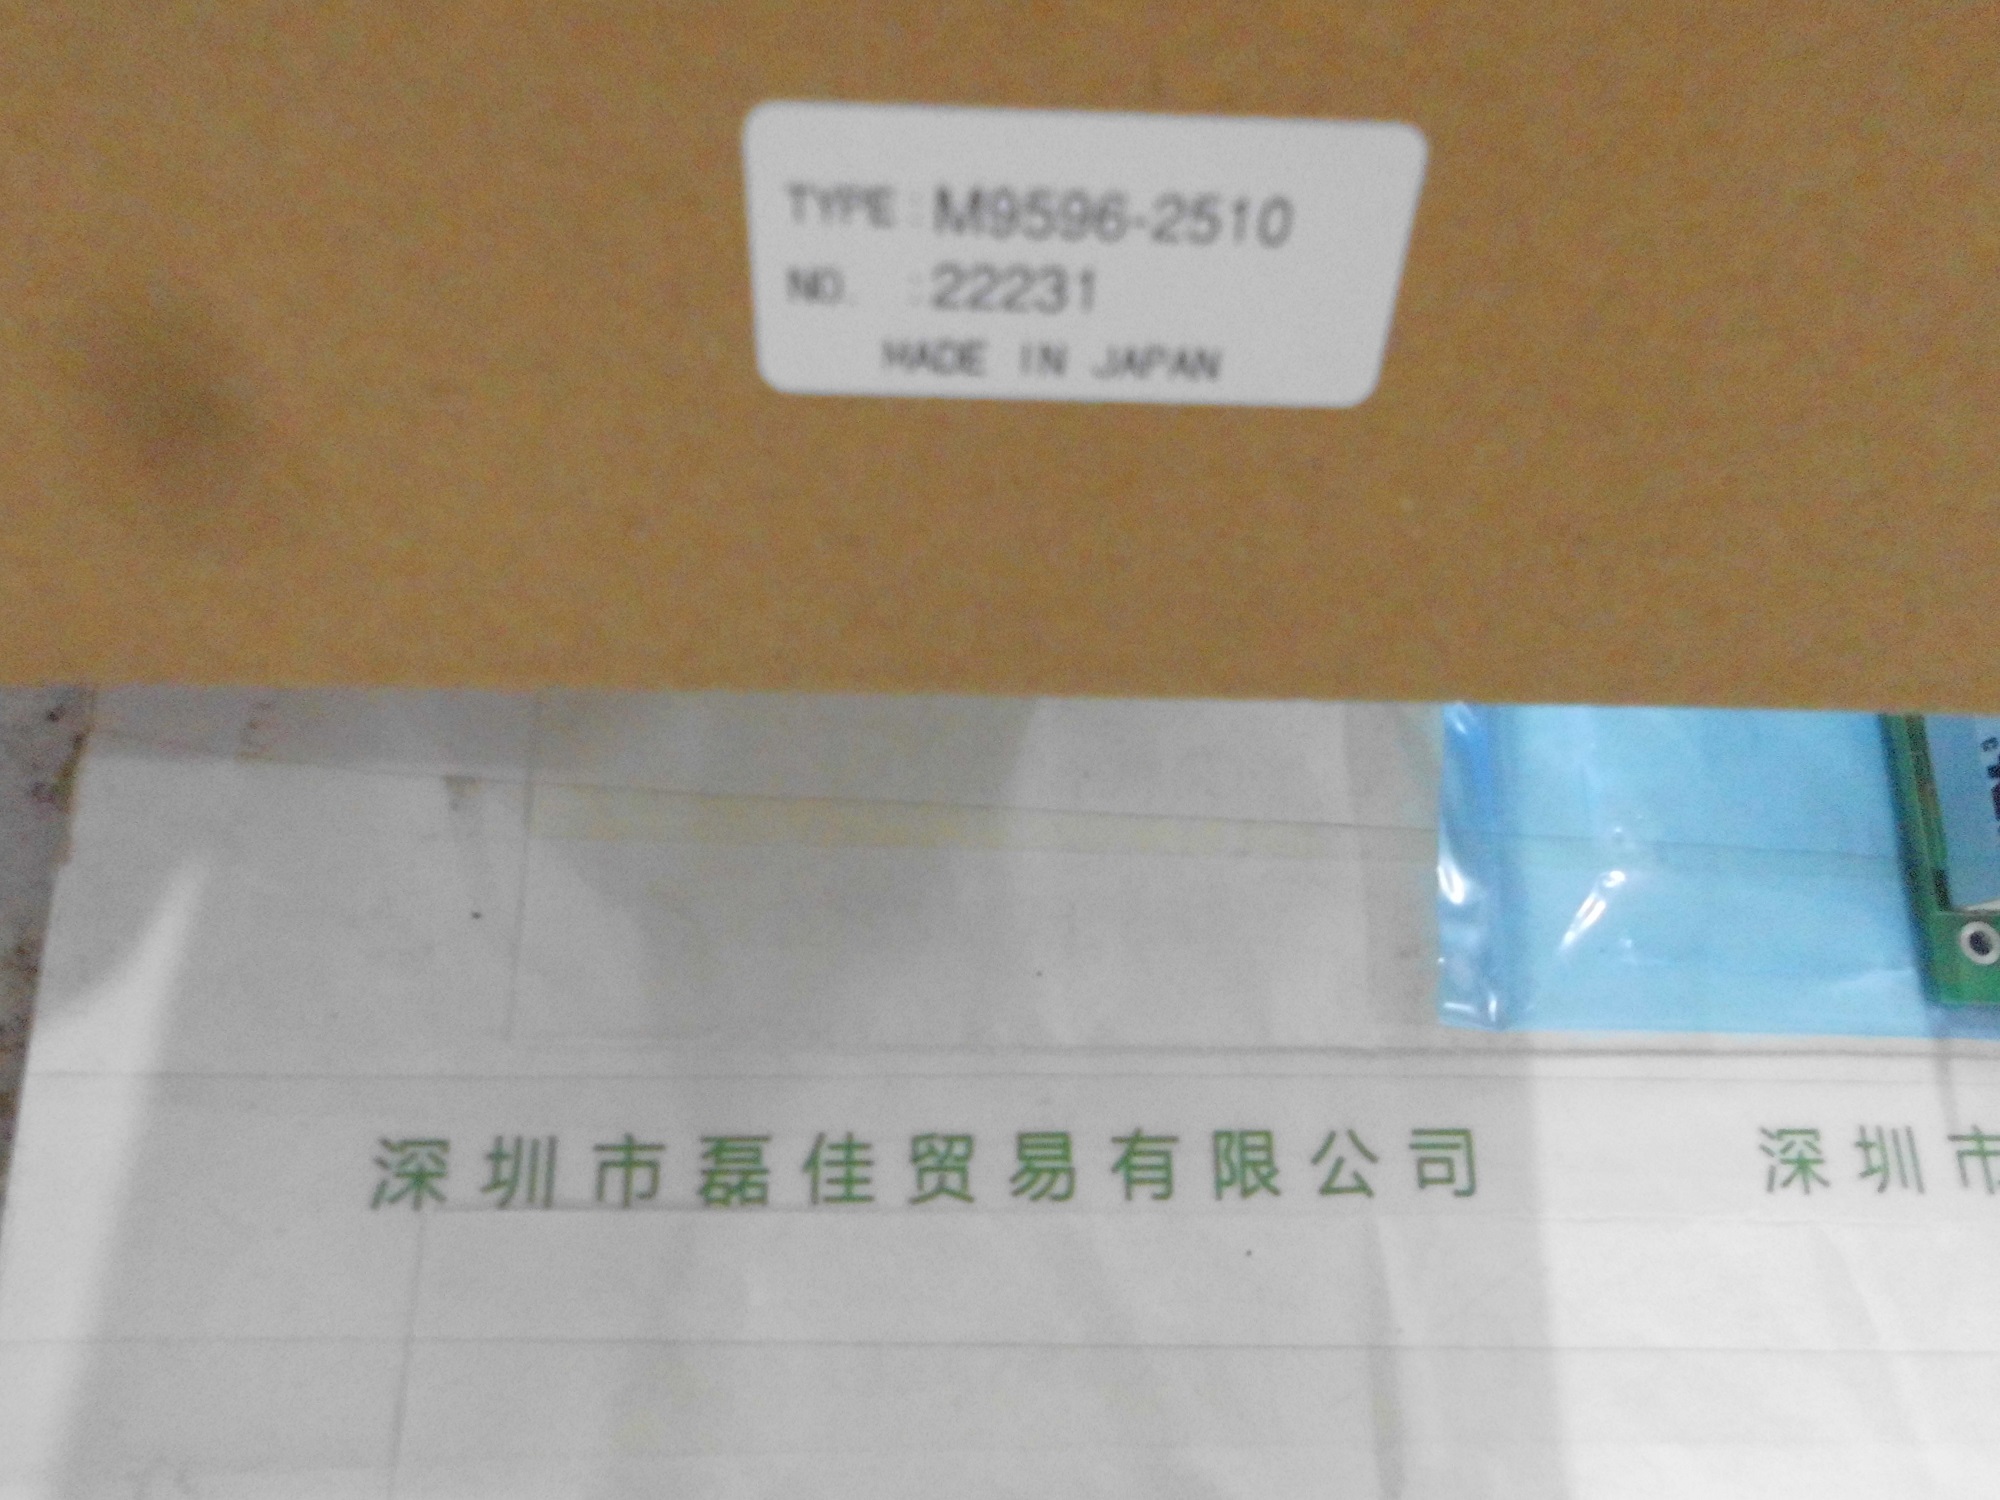 TYPE : M9596-2510
NO. : 22231
MADE IN JAPAN
深圳市磊佳贸易有限公司
深圳市